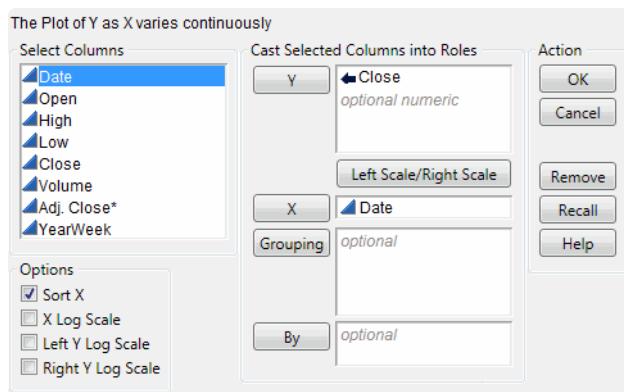 The Plot of Y as X varies continuously
Select Columns
Date
Open
High
Low
Close
Volume
Adj. Close*
YearWeek
Options
Sort X
X Log Scale
Left Y Log Scale
Right Y Log Scale
Cast Selected Columns into Roles
Y
Close
optional numeric
Left Scale/Right Scale
X
Date
Grouping
optional
By
optional
Action
OK
Cancel
Remove
Recall
Help